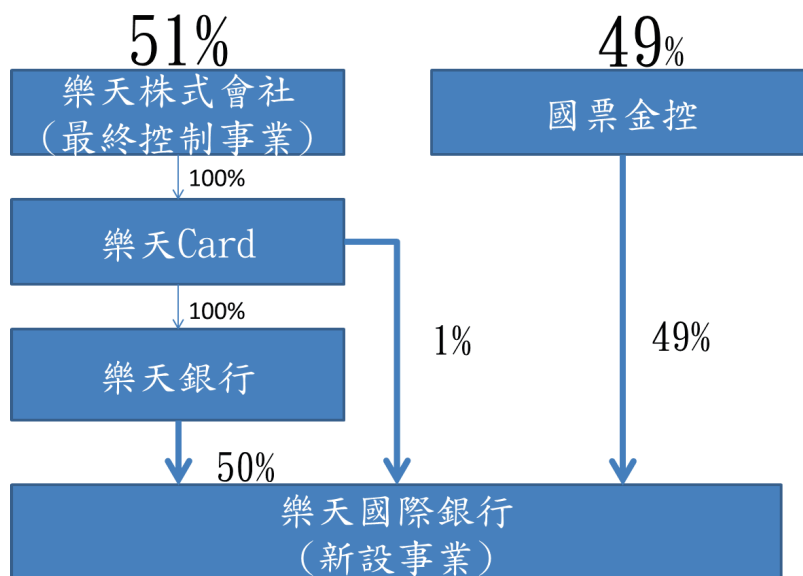 51%
49%
樂天株式會社
(最終控制事業)
國票金控
100%
樂天Card
100%
1%
49%
樂天銀行
50%
樂天國際銀行
(新設事業)